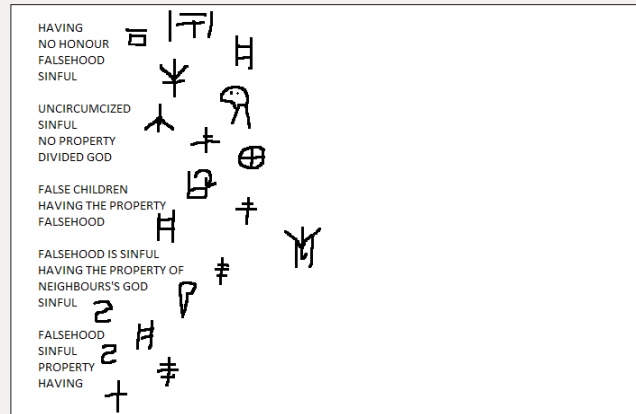 HAVING
NO HONOUR
FALSEHOOD
SINFUL
UNCIRCUMCIZED
SINFUL
NO PROPERTY
DIVIDED GOD
FALSE CHILDREN
HAVING THE PROPERTY
FALSEHOOD
FALSEHOOD IS SINFUL
HAVING THE PROPERTY OF
NEIGHBOURS'S GOD
SINFUL
FALSEHOOD
SINFUL
PROPERTY
HAVING